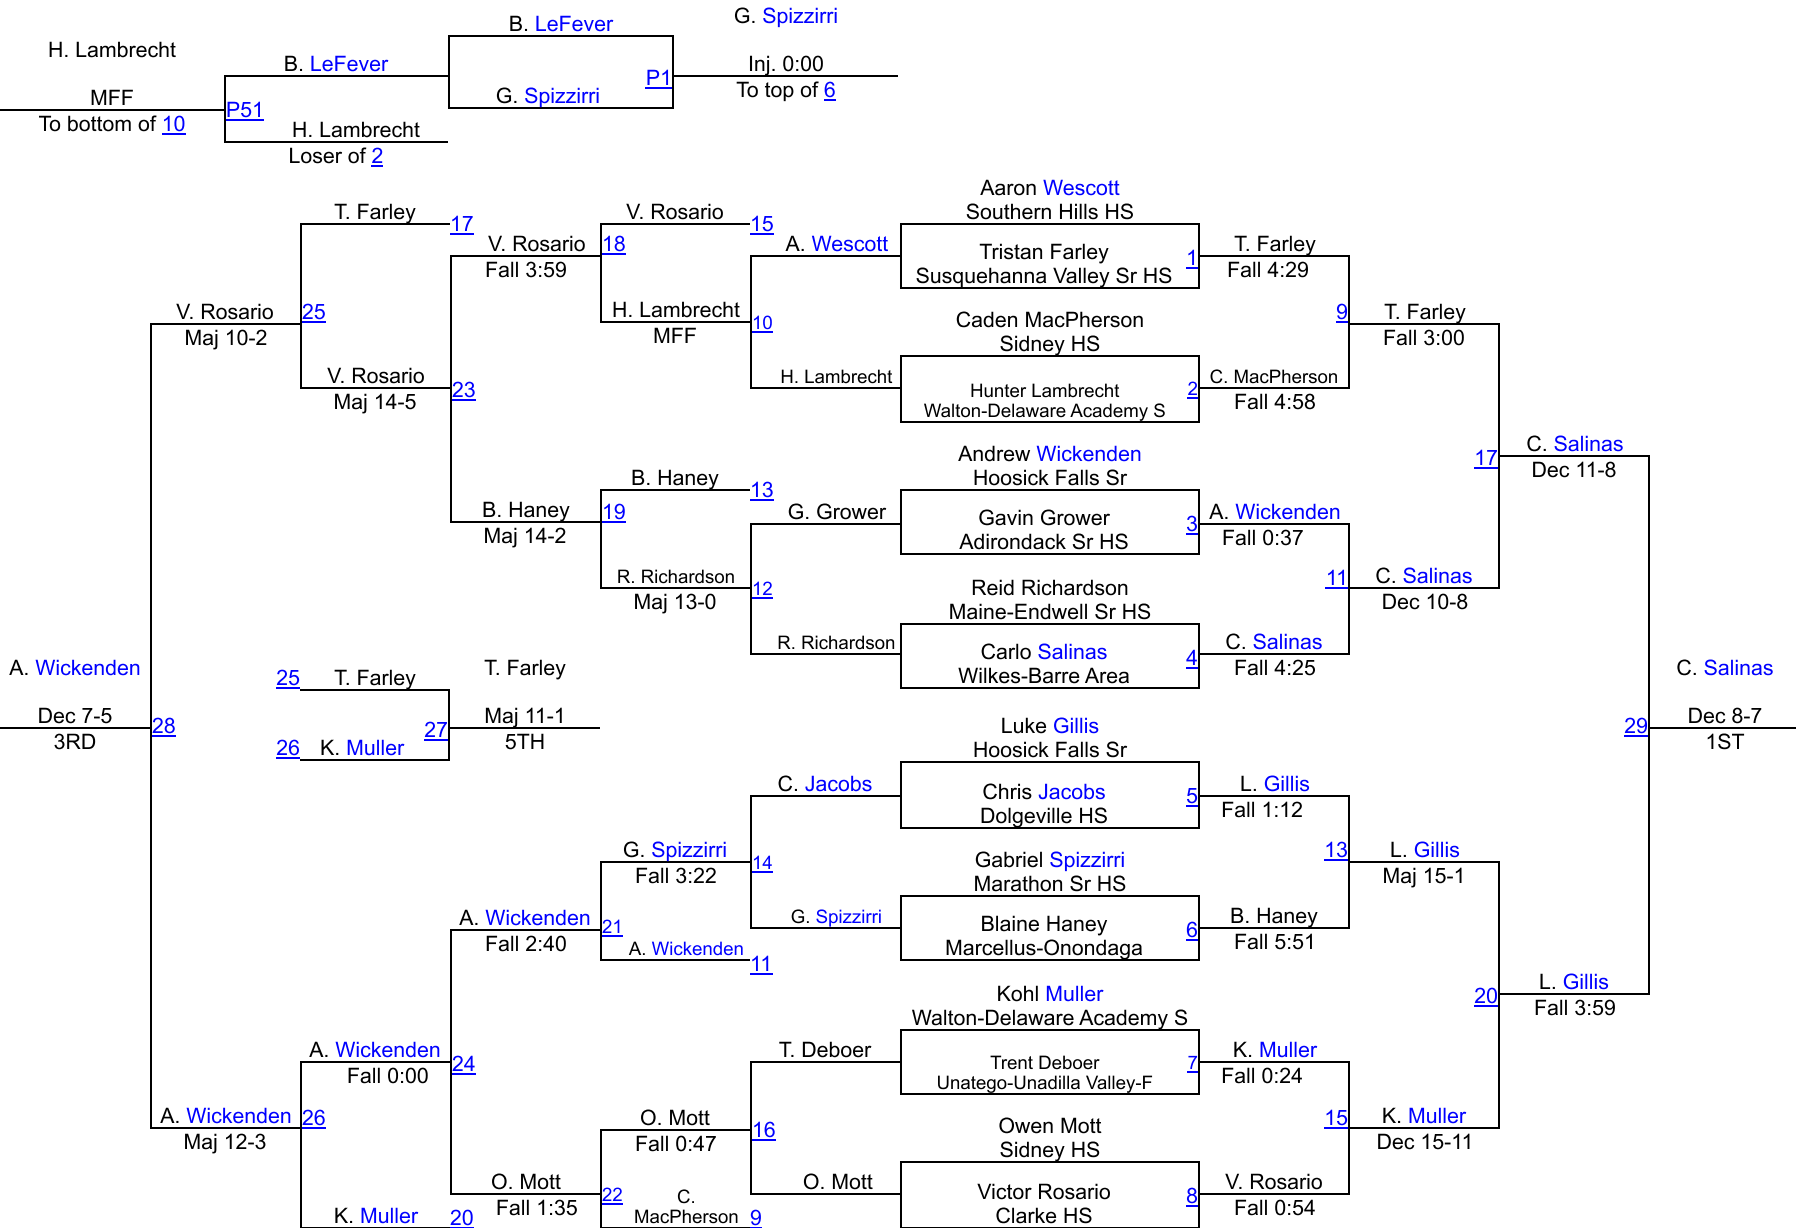 B. LeFever
G. Spizzirri
H. Lambrecht
B. LeFever
Inj. 0:00
P1
MFF
G. Spizzirri
To top of 6
P51
To bottom of 10
H. Lambrecht
Loser of 2
Aaron Wescott
T. Farley
V. Rosario
Southern Hills HS
17
15
V. Rosario
18
A. Wescott
Tristan Farley
1
T. Farley
Fall 3:59
Susquehanna Valley Sr HS
Fall 4:29
V. Rosario
25
H. Lambrecht
10
Caden MacPherson
9
T. Farley
Maj 10-2
MFF
Sidney HS
Fall 3:00
V. Rosario
23
H. Lambrecht
Hunter Lambrecht
2
C. MacPherson
Maj 14-5
Walton-Delaware Academy S
Fall 4:58
Andrew Wickenden
17
C. Salinas
B. Haney
13
Hoosick Falls Sr
Dec 11-8
B. Haney
19
G. Grower
Gavin Grower
3
A. Wickenden
Maj 14-2
Adirondack Sr HS
Fall 0:37
R. Richardson
12
Reid Richardson
11
C. Salinas
Maj 13-0
Maine-Endwell Sr HS
Dec 10-8
R. Richardson
Carlo Salinas
4
C. Salinas
Wilkes-Barre Area
Fall 4:25
A. Wickenden
25
T. Farley
T. Farley
C. Salinas
Dec 7-5
28
27
Maj 11-1
Luke Gillis
29
Dec 8-7
3RD
26
K. Muller
5TH
Hoosick Falls Sr
1ST
C. Jacobs
Chris Jacobs
5
L. Gillis
Dolgeville HS
Fall 1:12
G. Spizzirri
14
Gabriel Spizzirri
13
L. Gillis
Fall 3:22
Marathon Sr HS
Maj 15-1
A. Wickenden
21
G. Spizzirri
Blaine Haney
6
B. Haney
Fall 2:40
A. Wickenden
11
Marcellus-Onondaga
Fall 5:51
Kohl Muller
20
L. Gillis
Walton-Delaware Academy S
Fall 3:59
A. Wickenden
24
T. Deboer
Trent Deboer
7
K. Muller
Fall 0:00
Unatego-Unadilla Valley-F
Fall 0:24
A. Wickenden
26
O. Mott
16
Owen Mott
15
K. Muller
Maj 12-3
Fall 0:47
Sidney HS
Dec 15-11
O. Mott
22
C.
O. Mott
Victor Rosario
8
V. Rosario
K. Muller
20
Fall 1:35
MacPherson
9
Clarke HS
Fall 0:54